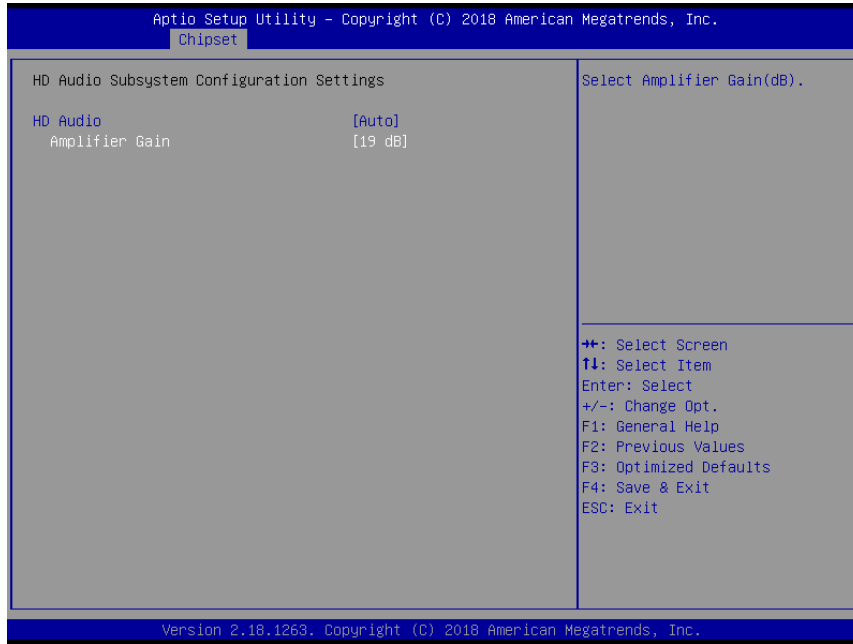 Aptio Setup Utility – Copyright (C) 2018 American Megatrends, Inc.
Chipset
HD Audio Subsystem Configuration Settings
HD Audio [Auto]
Amplifier Gain [19 dB]
Select Amplifier Gain(dB).
→←: Select Screen
↑↓: Select Item
Enter: Select
+/-: Change Opt.
F1: General Help
F2: Previous Values
F3: Optimized Defaults
F4: Save & Exit
ESC: Exit
Version 2.18.1263. Copyright (C) 2018 American Megatrends, Inc.